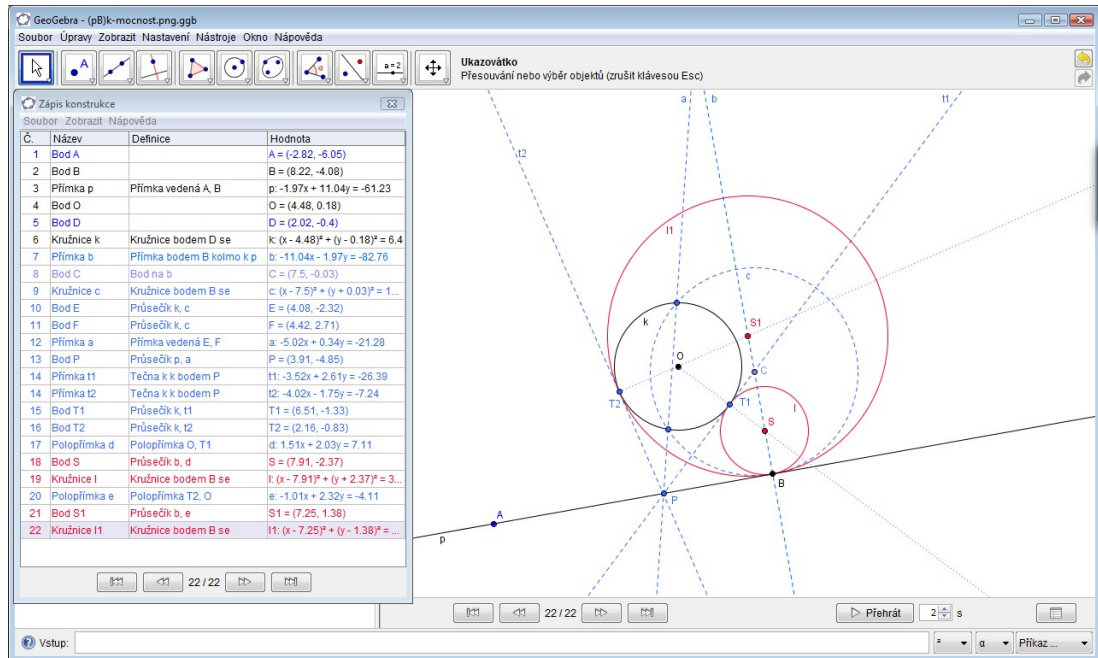 GeoGebra - (pB)k-mocnost.png.ggb
Soubor Úpravy Zobrazit Nastavení Nástroje Okno Nápověda
A
a=2
Ukazovátko
Přesouvání nebo výběr objektů (zrušit klávesou Esc)
Zápis konstrukce
Soubor Zobrazit Nápověda
Č. Název Definice Hodnota
1 Bod A A = (-2.82, -6.05)
2 Bod B B = (8.22, -4.08)
3 Přímka p Přímka vedená A, B p: -1.97x + 11.04y = -61.23
4 Bod O O = (4.48, 0.18)
5 Bod D D = (2.02, -0.4)
6 Kružnice k Kružnice bodem D se k: (x - 4.48)² + (y - 0.18)² = 6.4
7 Přímka b Přímka bodem B kolmo k p b: -11.04x - 1.97y = -82.76
8 Bod C Bod na b C = (7.5, -0.03)
9 Kružnice c Kružnice bodem B se c: (x - 7.5)² + (y + 0.03)² = 1...
10 Bod E Průsečík k, c E = (4.08, -2.32)
11 Bod F Průsečík k, c F = (4.42, 2.71)
12 Přímka a Přímka vedená E, F a: -5.02x + 0.34y = -21.28
13 Bod P Průsečík p, a P = (3.91, -4.85)
14 Přímka t1 Tečna k k bodem P t1: -3.52x + 2.61y = -26.39
14 Přímka t2 Tečna k k bodem P t2: -4.02x - 1.75y = -7.24
15 Bod T1 Průsečík k, t1 T1 = (6.51, -1.33)
16 Bod T2 Průsečík k, t2 T2 = (2.16, -0.83)
17 Polopřímka d Polopřímka O, T1 d: 1.51x + 2.03y = 7.11
18 Bod S Průsečík b, d S = (7.91, -2.37)
19 Kružnice l Kružnice bodem B se l: (x - 7.91)² + (y + 2.37)² = 3...
20 Polopřímka e Polopřímka T2, O e: -1.01x + 2.32y = -4.11
21 Bod S1 Průsečík b, e S1 = (7.25, 1.38)
22 Kružnice l1 Kružnice bodem B se l1: (x - 7.25)² + (y - 1.38)² = ...
22 / 22
a b t1
t2
l1
c
k S1
O
C
T2 T1 l
S
B
P
A
p
22 / 22
Přehrát 2 s
Vstup: ² α Příkaz ...